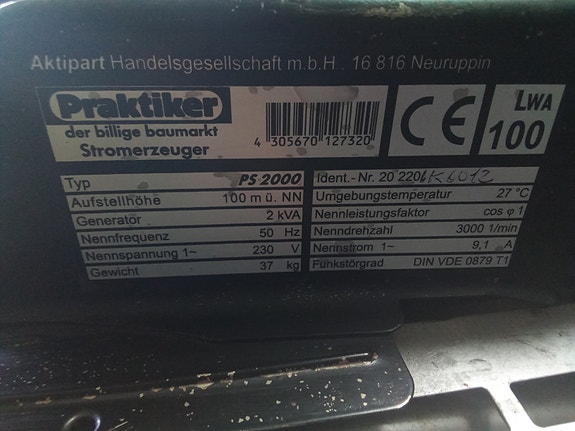 Aktipart Handelsgesellschaft m.b.H. 16 816 Neuruppin
Praktiker
der billige baumarkt
Stromerzeuger
4 305670 127320
CE
LWA
100
Typ PS 2000
Aufstellhöhe 100 m ü. NN
Generator 2 kVA
Nennfrequenz 50 Hz
Nennspannung 1~ 230 V
Gewicht 37 kg
Ident.-Nr. 20 220
Umgebungstemperatur 27 °C
Nennleistungsfaktor cos φ 1
Nenndrehzahl 3000 1/min
Nennstrom 1~ 9,1 A
Funkstörgrad DIN VDE 0879 T1